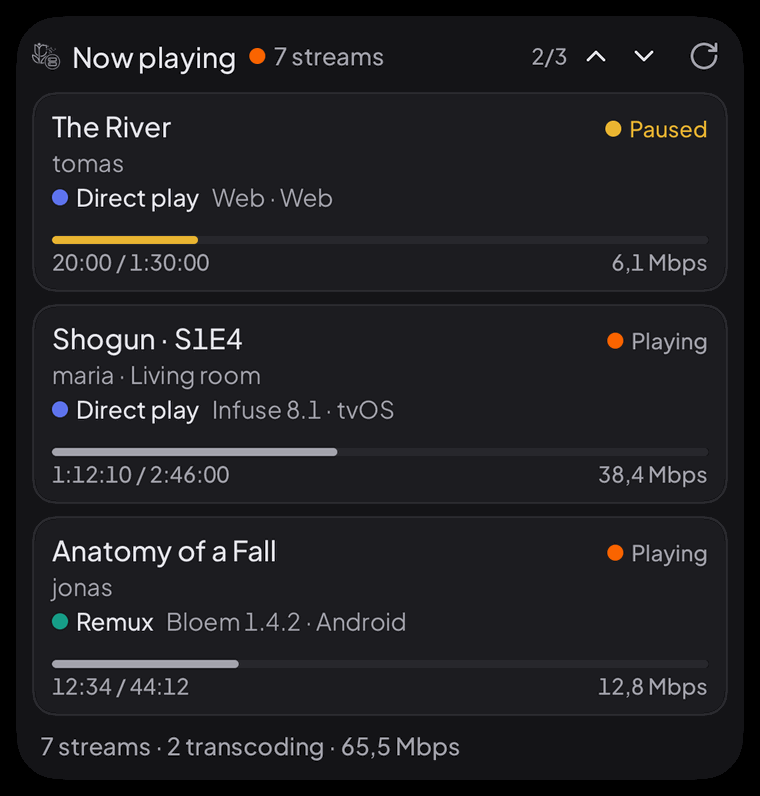 Now playing 7 streams 2/3
The River Paused
tomas
Direct play Web · Web
20:00 / 1:30:00 6,1 Mbps
Shogun · S1E4 Playing
maria · Living room
Direct play Infuse 8.1 · tvOS
1:12:10 / 2:46:00 38,4 Mbps
Anatomy of a Fall Playing
jonas
Remux Bloem 1.4.2 · Android
12:34 / 44:12 12,8 Mbps
7 streams · 2 transcoding · 65,5 Mbps